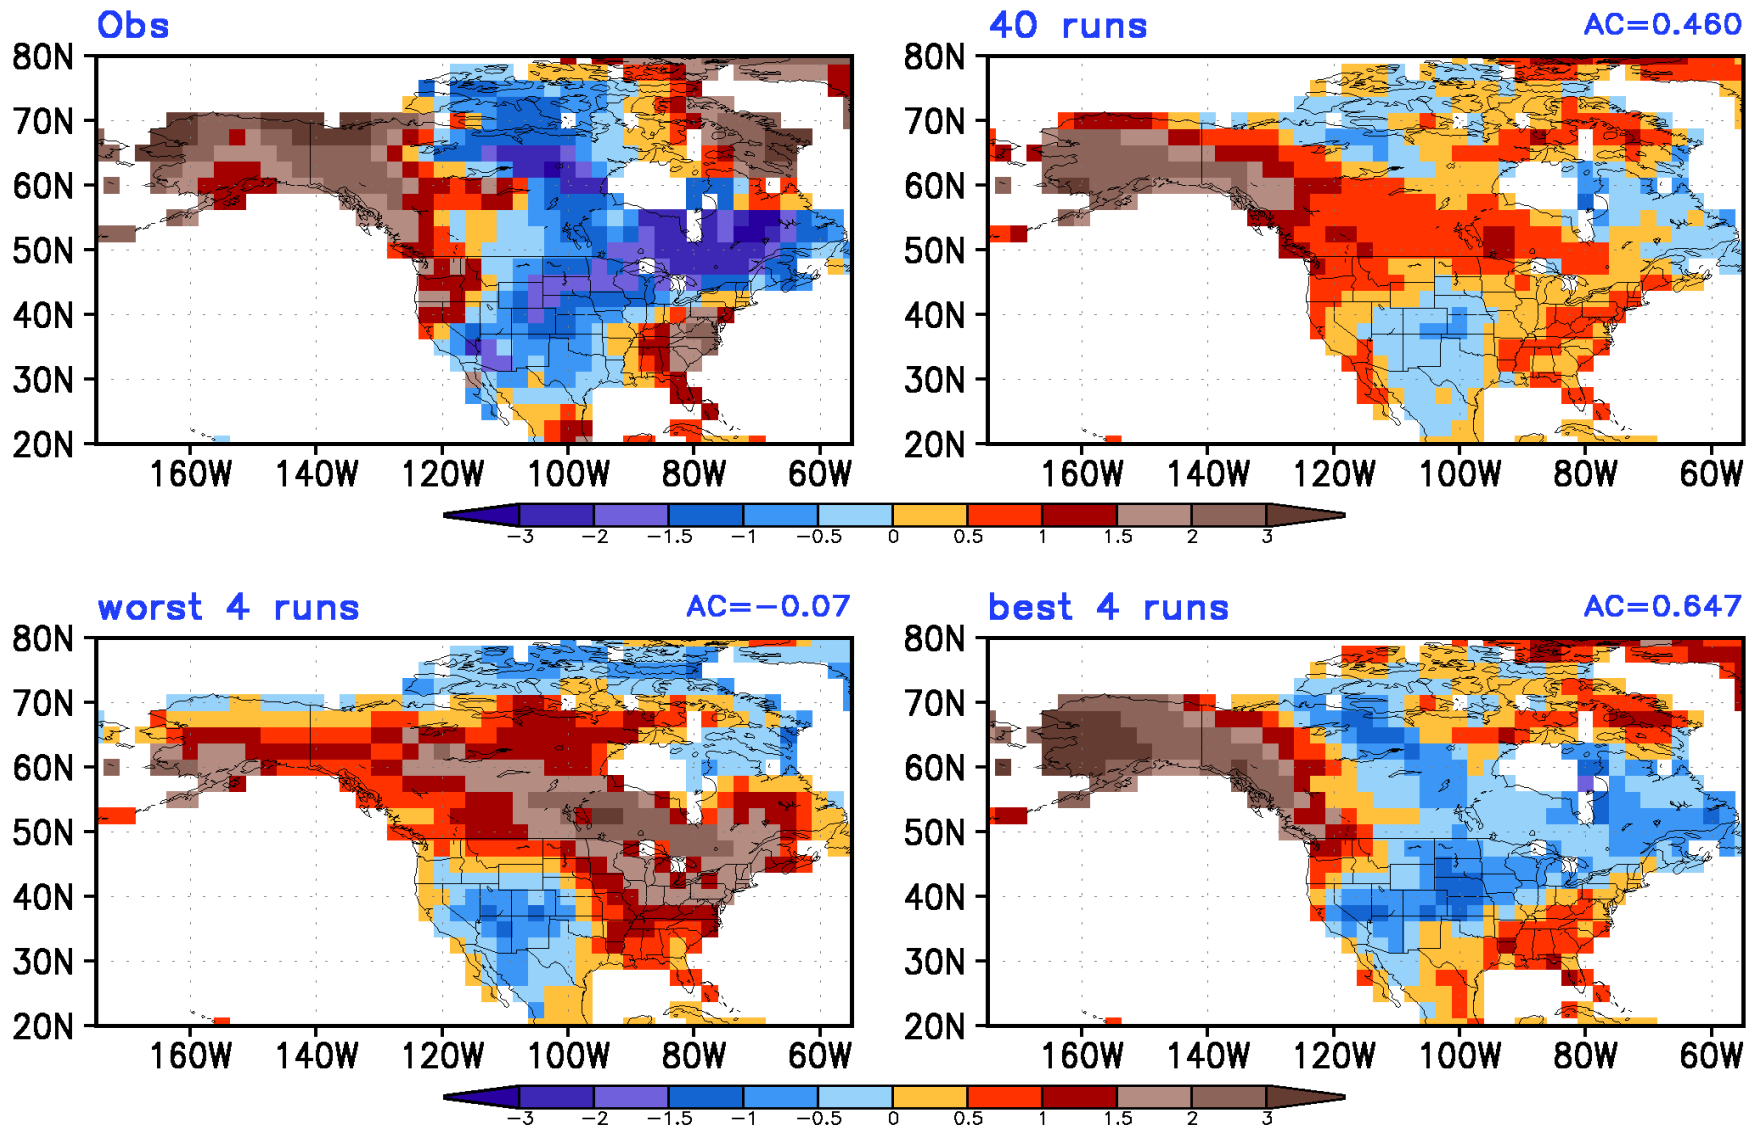 Obs
40 runs AC=0.460
80N
70N
60N
50N
40N
30N
20N
160W 140W 120W 100W 80W 60W
80N
70N
60N
50N
40N
30N
20N
160W 140W 120W 100W 80W 60W
-3 -2 -1.5 -1 -0.5 0 0.5 1 1.5 2 3
worst 4 runs AC=-0.07
best 4 runs AC=0.647
80N
70N
60N
50N
40N
30N
20N
160W 140W 120W 100W 80W 60W
80N
70N
60N
50N
40N
30N
20N
160W 140W 120W 100W 80W 60W
-3 -2 -1.5 -1 -0.5 0 0.5 1 1.5 2 3